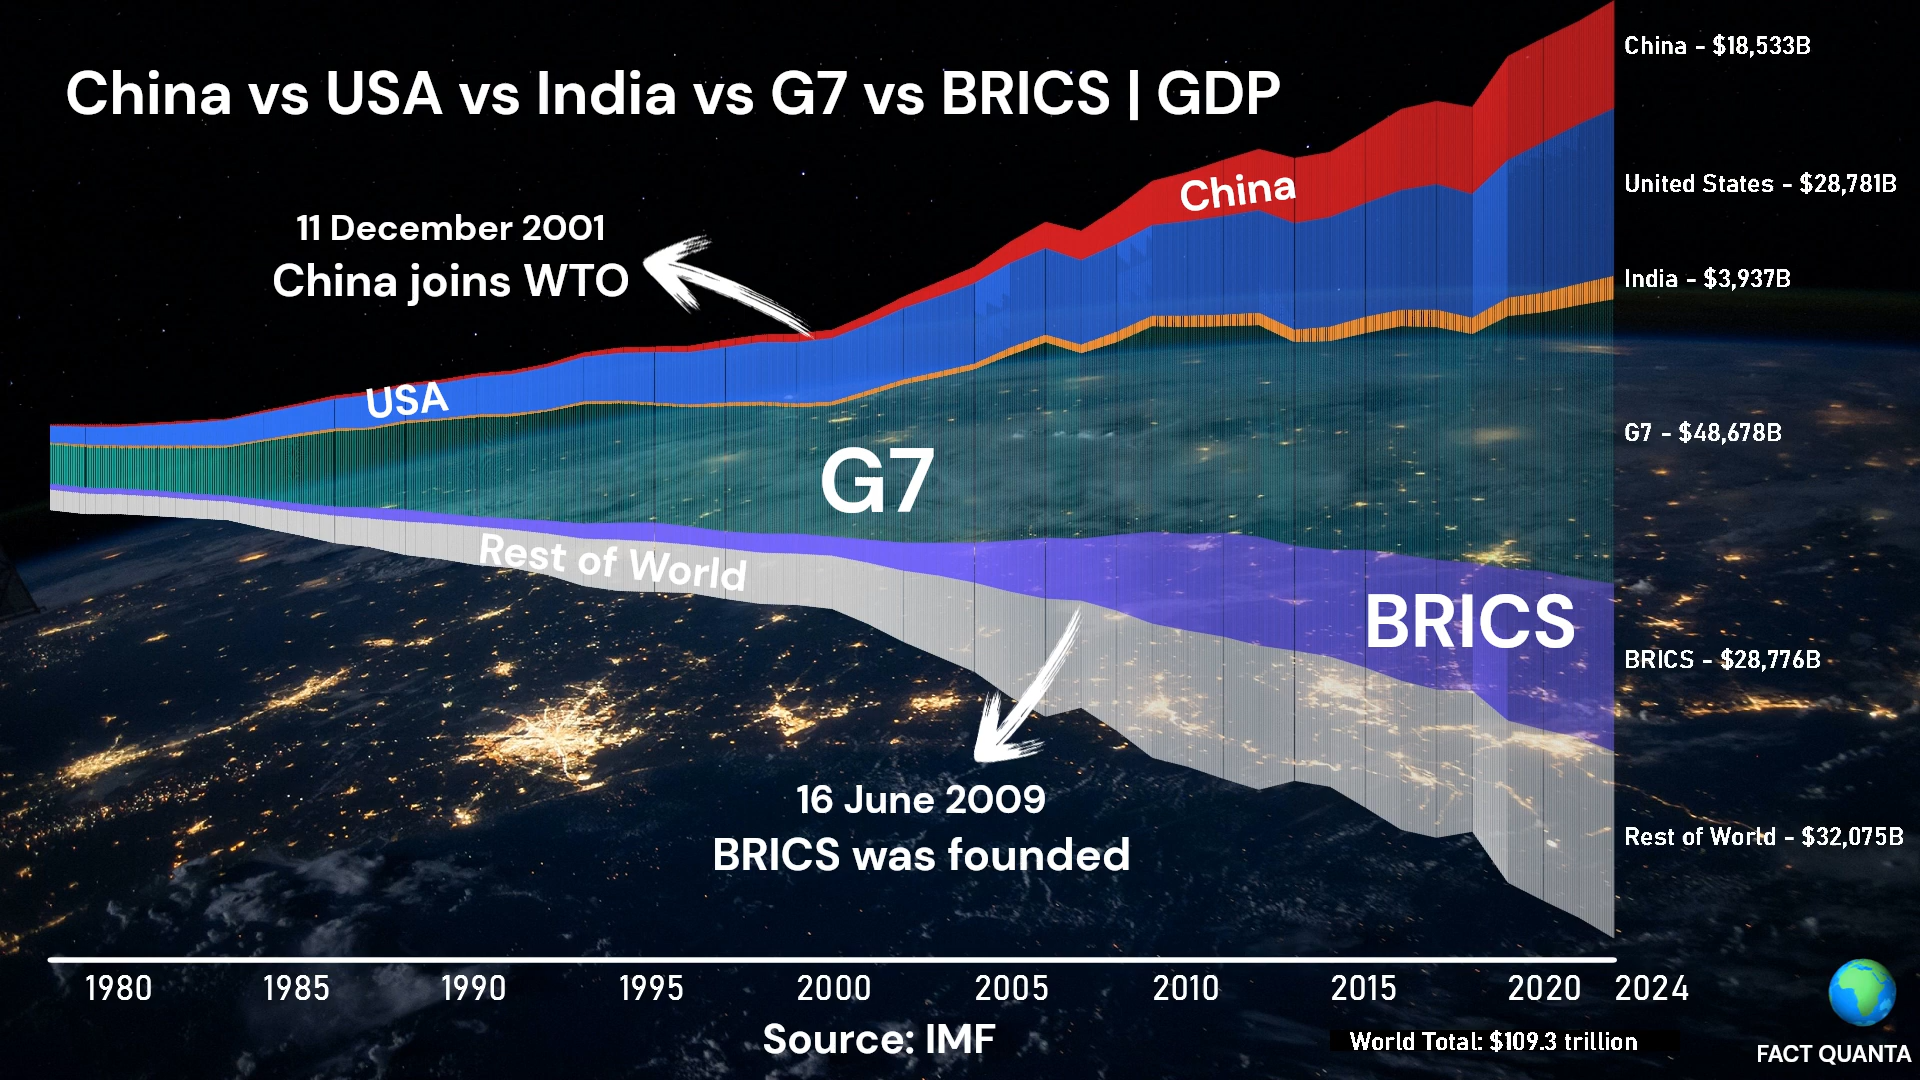 China vs USA vs India vs G7 vs BRICS | GDP
China - $18,533B
11 December 2001
China joins WTO
China
United States - $28,781B
India - $3,937B
USA
G7
G7 - $48,678B
Rest of World
BRICS
BRICS - $28,776B
16 June 2009
BRICS was founded
Rest of World - $32,075B
1980 1985 1990 1995 2000 2005 2010 2015 2020 2024
Source: IMF
World Total: $109.3 trillion
FACT QUANTA